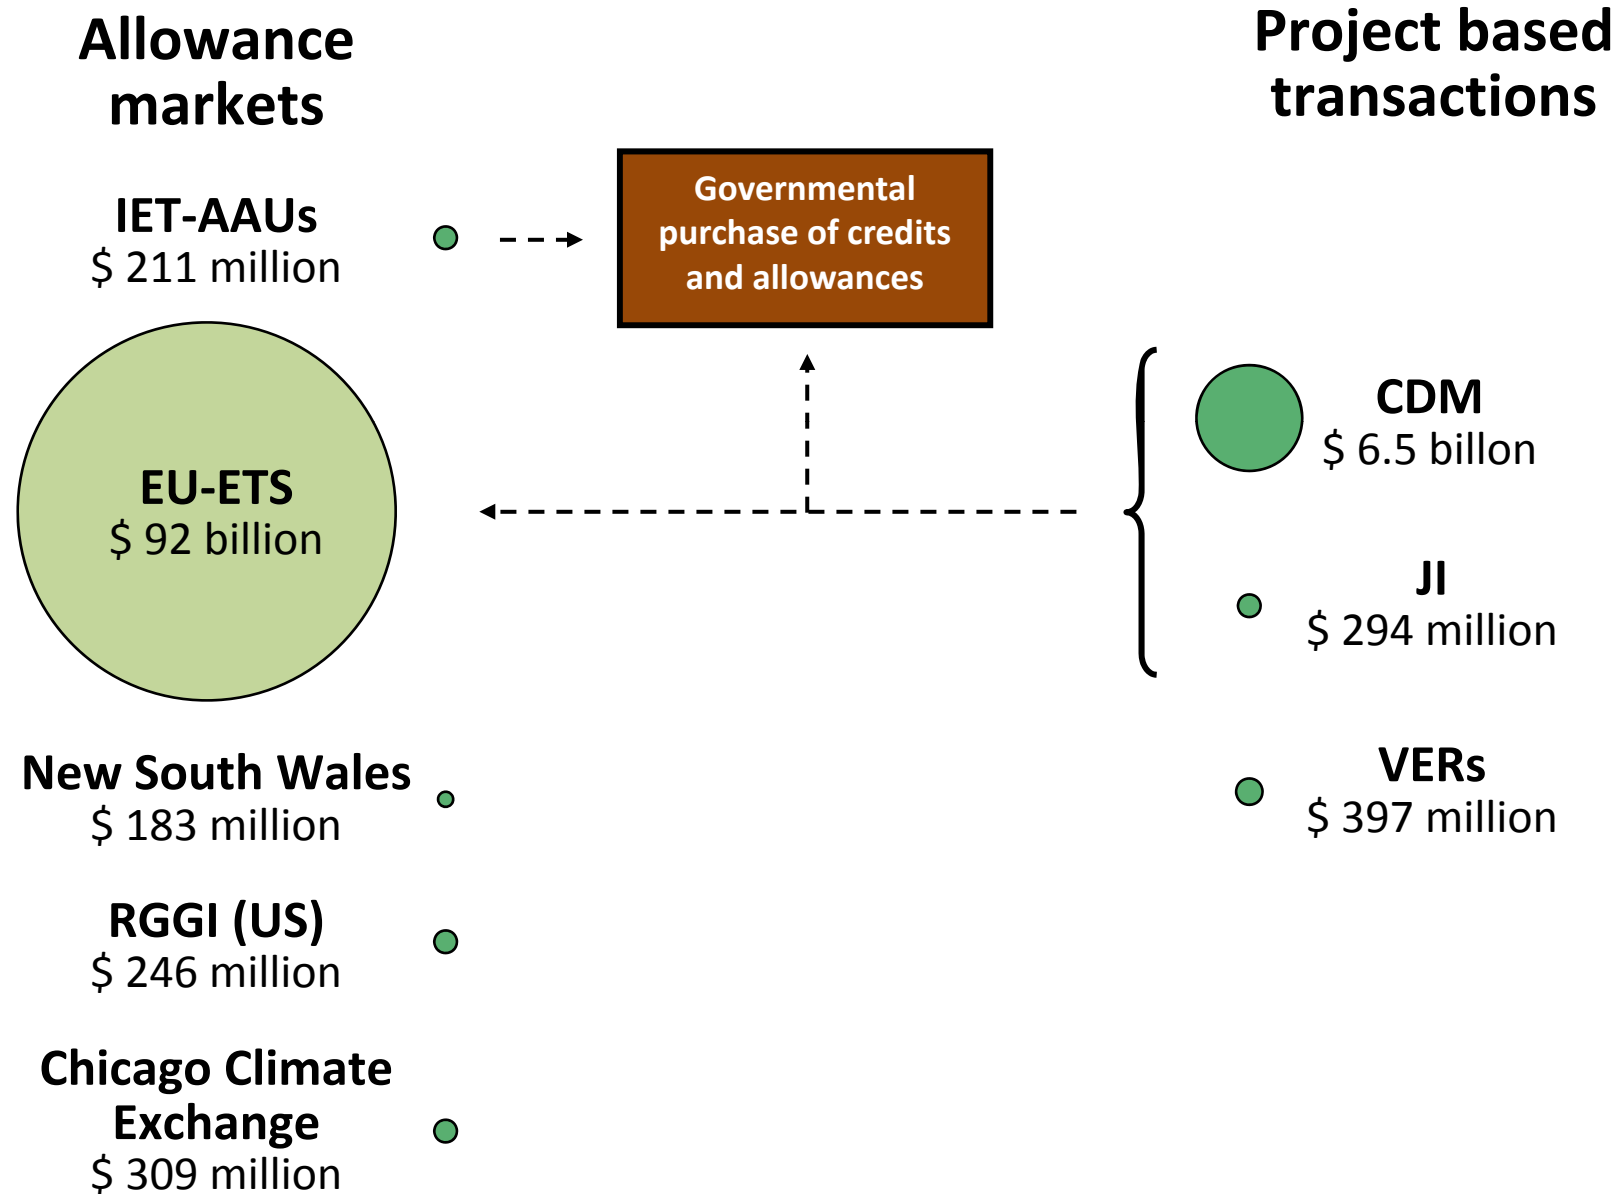 Allowance
markets
IET-AAUs
$ 211 million
EU-ETS
$ 92 billion
New South Wales
$ 183 million
RGGI (US)
$ 246 million
Chicago Climate
Exchange
$ 309 million
Governmental
purchase of credits
and allowances
Project based
transactions
CDM
$ 6.5 billon
JI
$ 294 million
VERs
$ 397 million